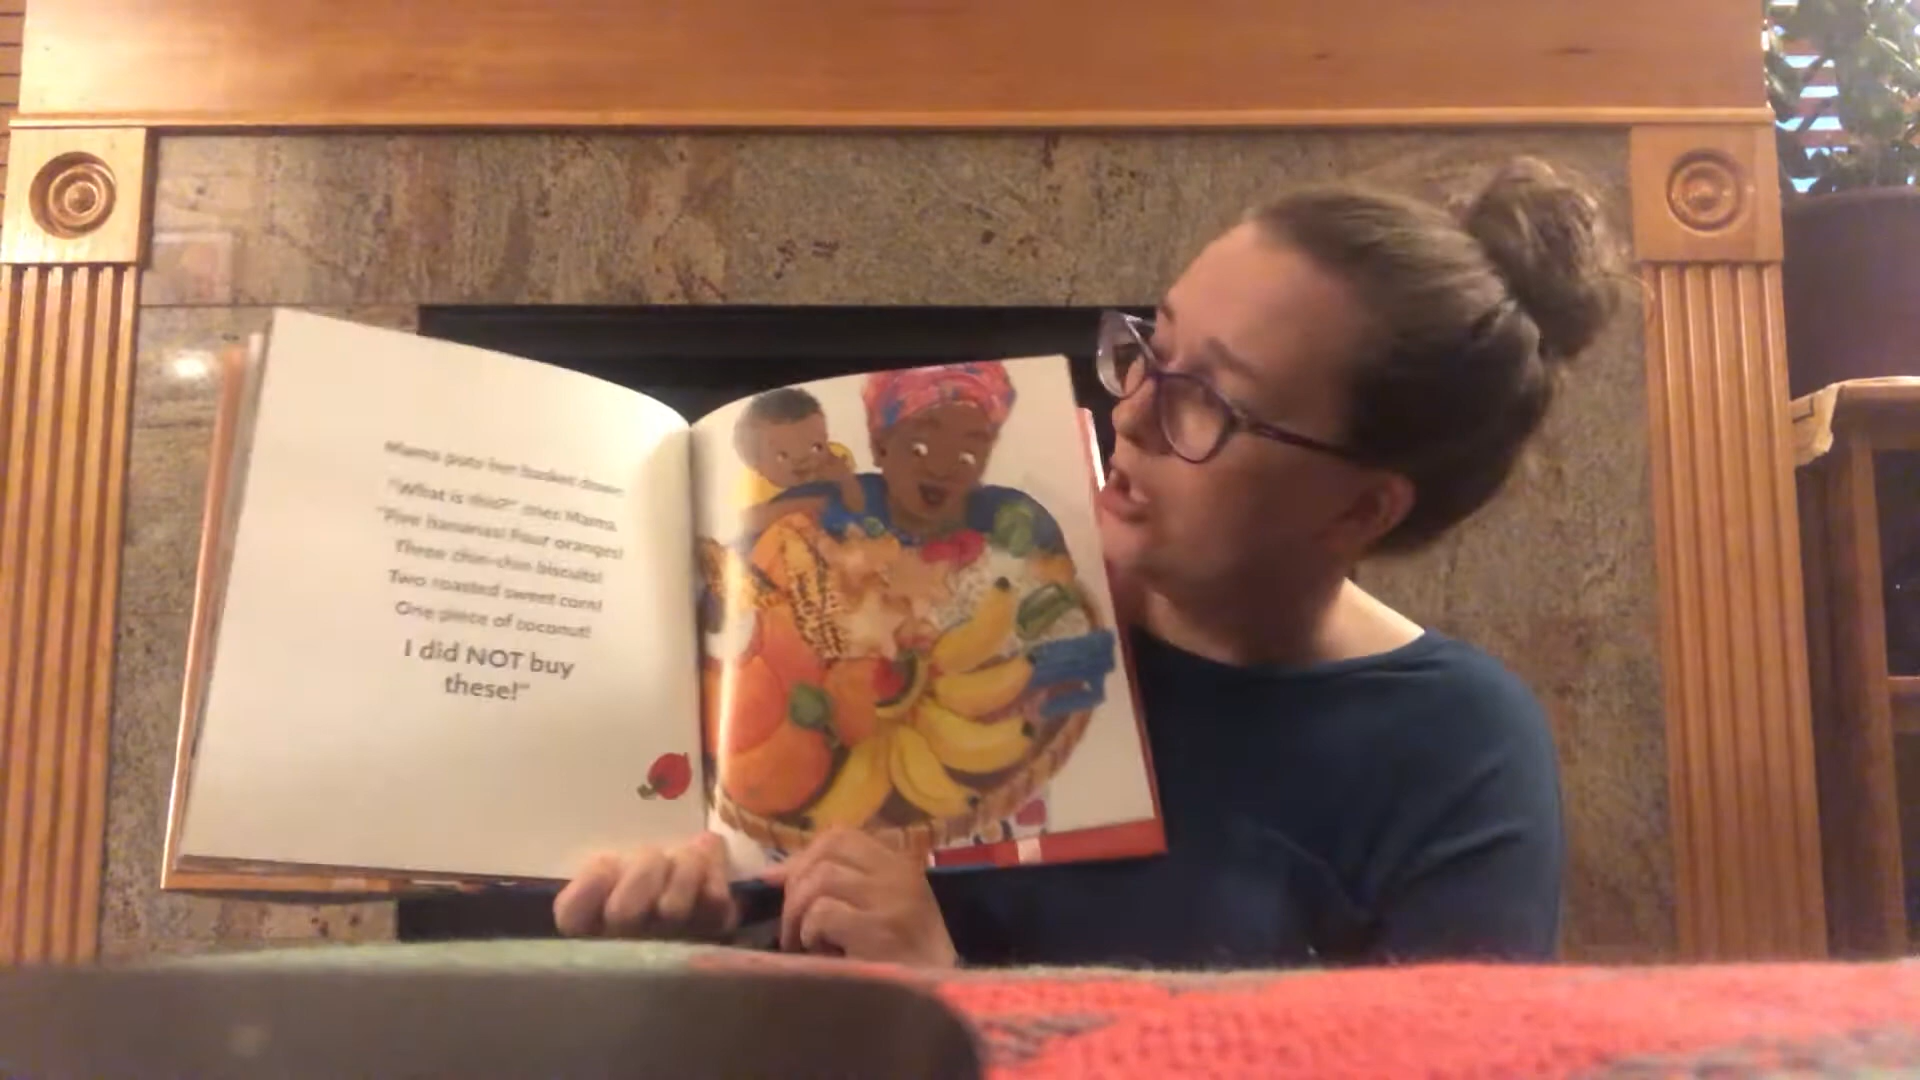 Mama puts her basket down.
"What is this?" cries Mama.
"Five bananas! Four oranges!
Three chin-chin biscuits!
Two roasted sweet corn!
One piece of coconut!
I did NOT buy
these!"